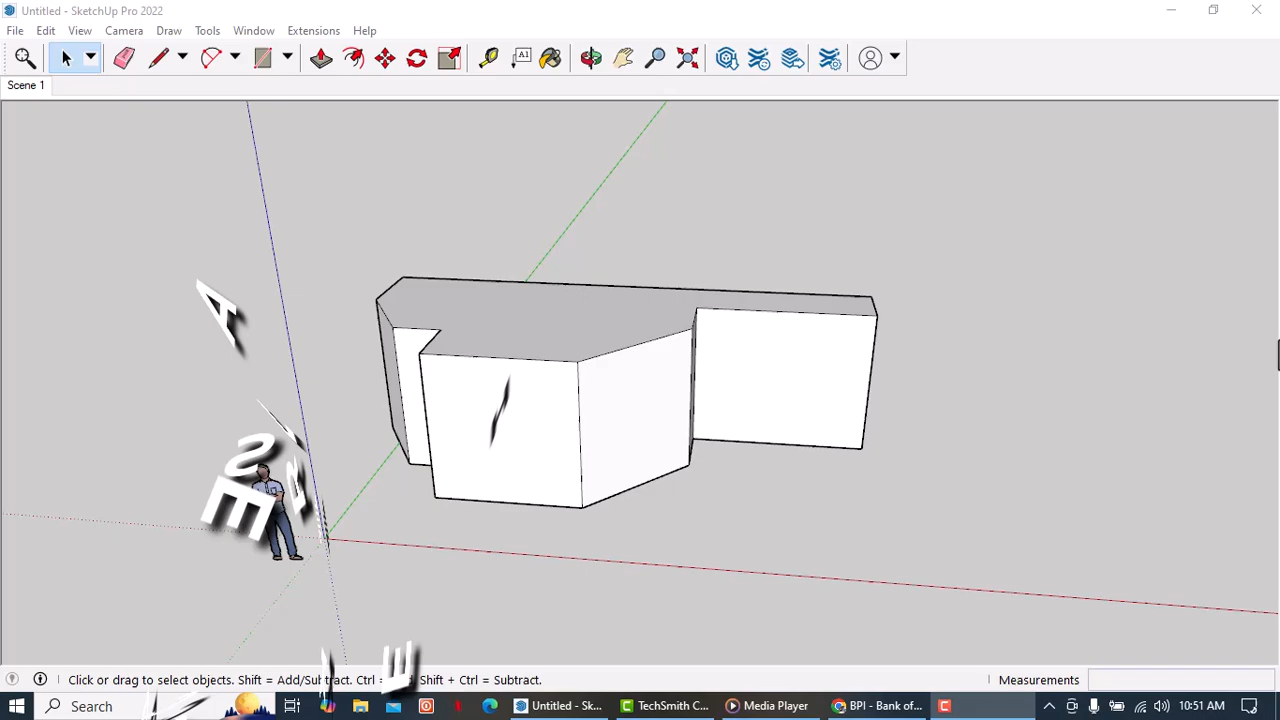 Untitled - SketchUp Pro 2022
File Edit View Camera Draw Tools Window Extensions Help
A1
Scene 1
A
S
E
E
Click or drag to select objects. Shift = Add/Subtract. Ctrl = Shift + Ctrl = Subtract.
Measurements
Search
Untitled - Sk...
TechSmith C...
Media Player
BPI - Bank of...
10:51 AM